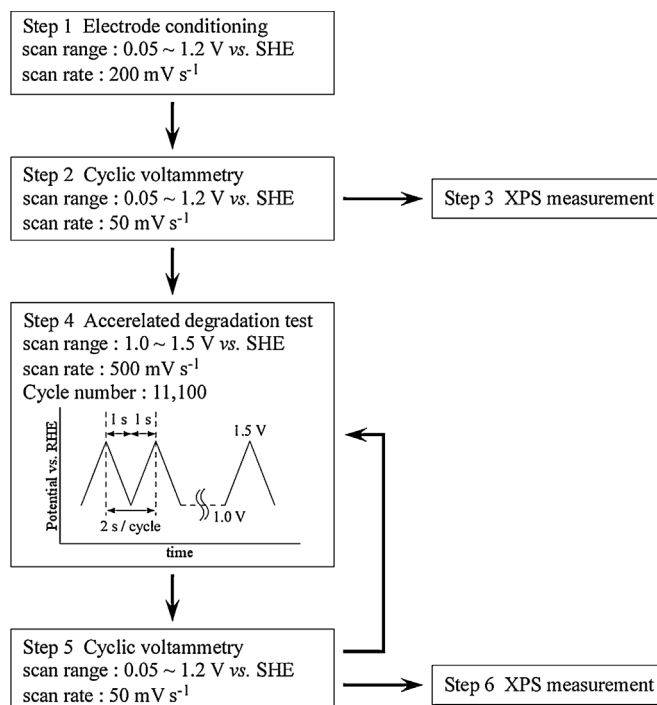 Step 1 Electrode conditioning
scan range : 0.05 ~ 1.2 V vs. SHE
scan rate : 200 mV s-1
Step 2 Cyclic voltammetry
scan range : 0.05 ~ 1.2 V vs. SHE
scan rate : 50 mV s-1
Step 3 XPS measurement
Step 4 Accerelated degradation test
scan range : 1.0 ~ 1.5 V vs. SHE
scan rate : 500 mV s-1
Cycle number : 11,100
1 s 1 s
1.5 V
Potential vs. RHE
1.0 V
2 s / cycle
time
Step 5 Cyclic voltammetry
scan range : 0.05 ~ 1.2 V vs. SHE
scan rate : 50 mV s-1
Step 6 XPS measurement